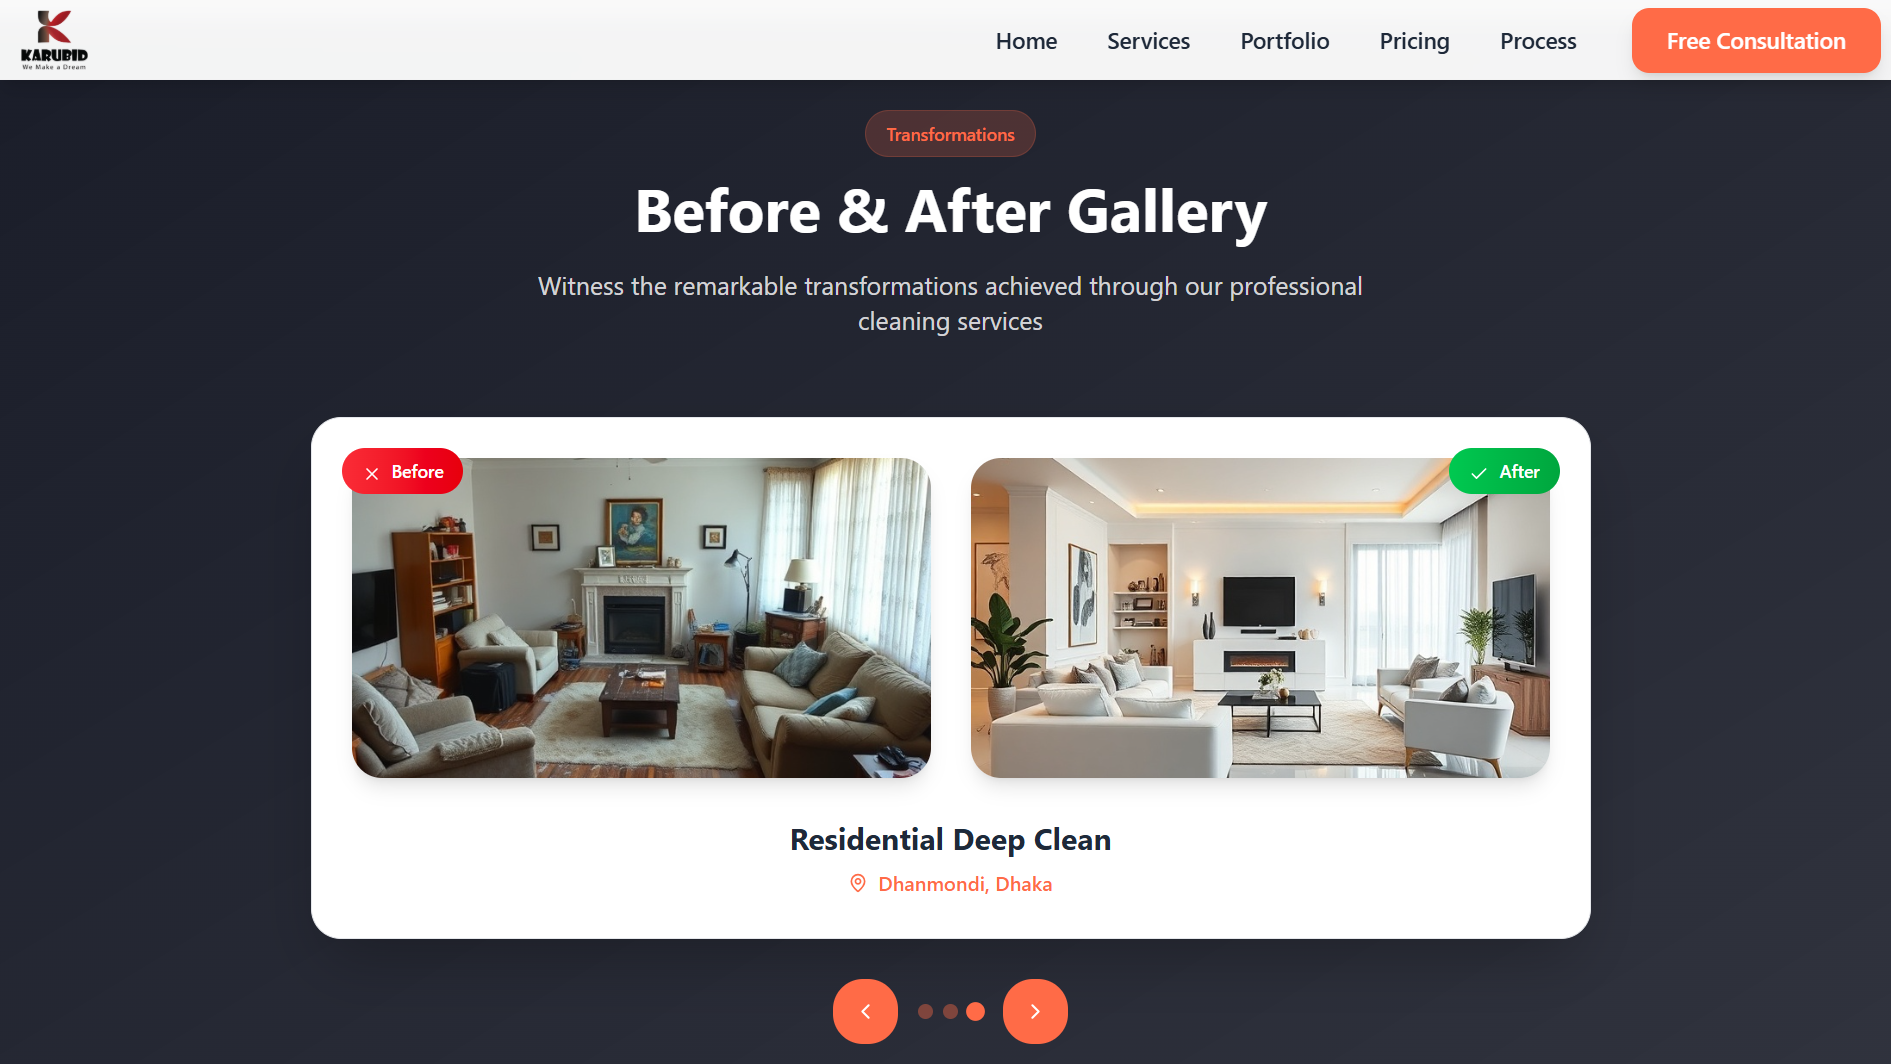 KARUBID
We Make a Dream
Home
Services
Portfolio
Pricing
Process
Free Consultation
Transformations
Before & After Gallery
Witness the remarkable transformations achieved through our professional
cleaning services
Before
After
Residential Deep Clean
Dhanmondi, Dhaka